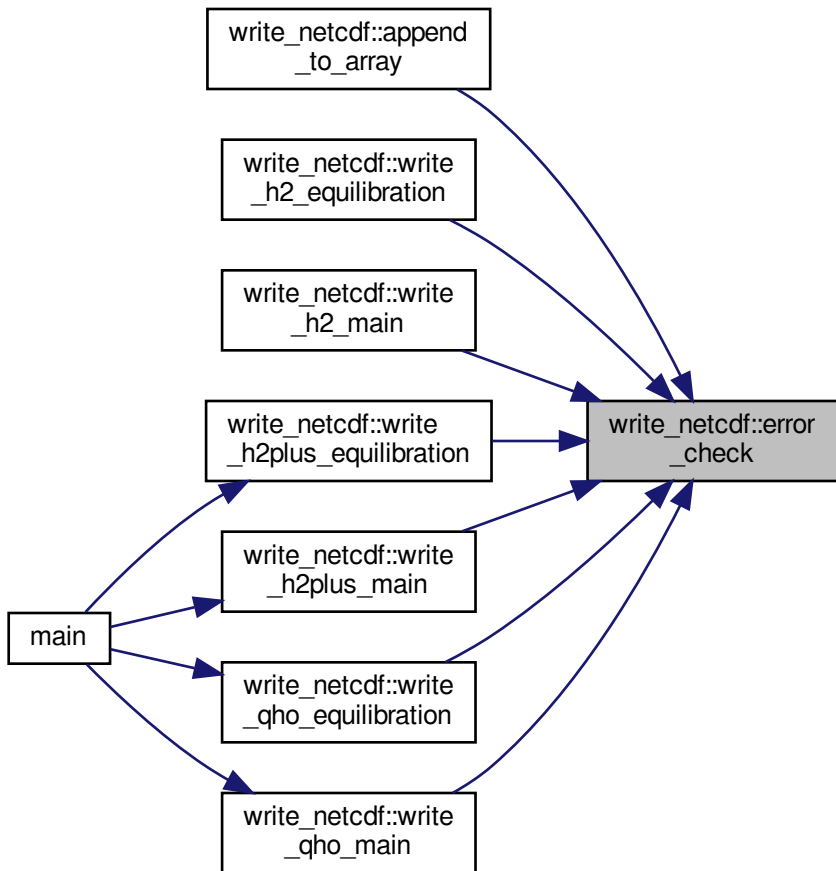 write_netcdf::append
_to_array
write_netcdf::write
_h2_equilibration
write_netcdf::write
_h2_main
write_netcdf::write
_h2plus_equilibration
write_netcdf::error
_check
write_netcdf::write
_h2plus_main
main
write_netcdf::write
_qho_equilibration
write_netcdf::write
_qho_main